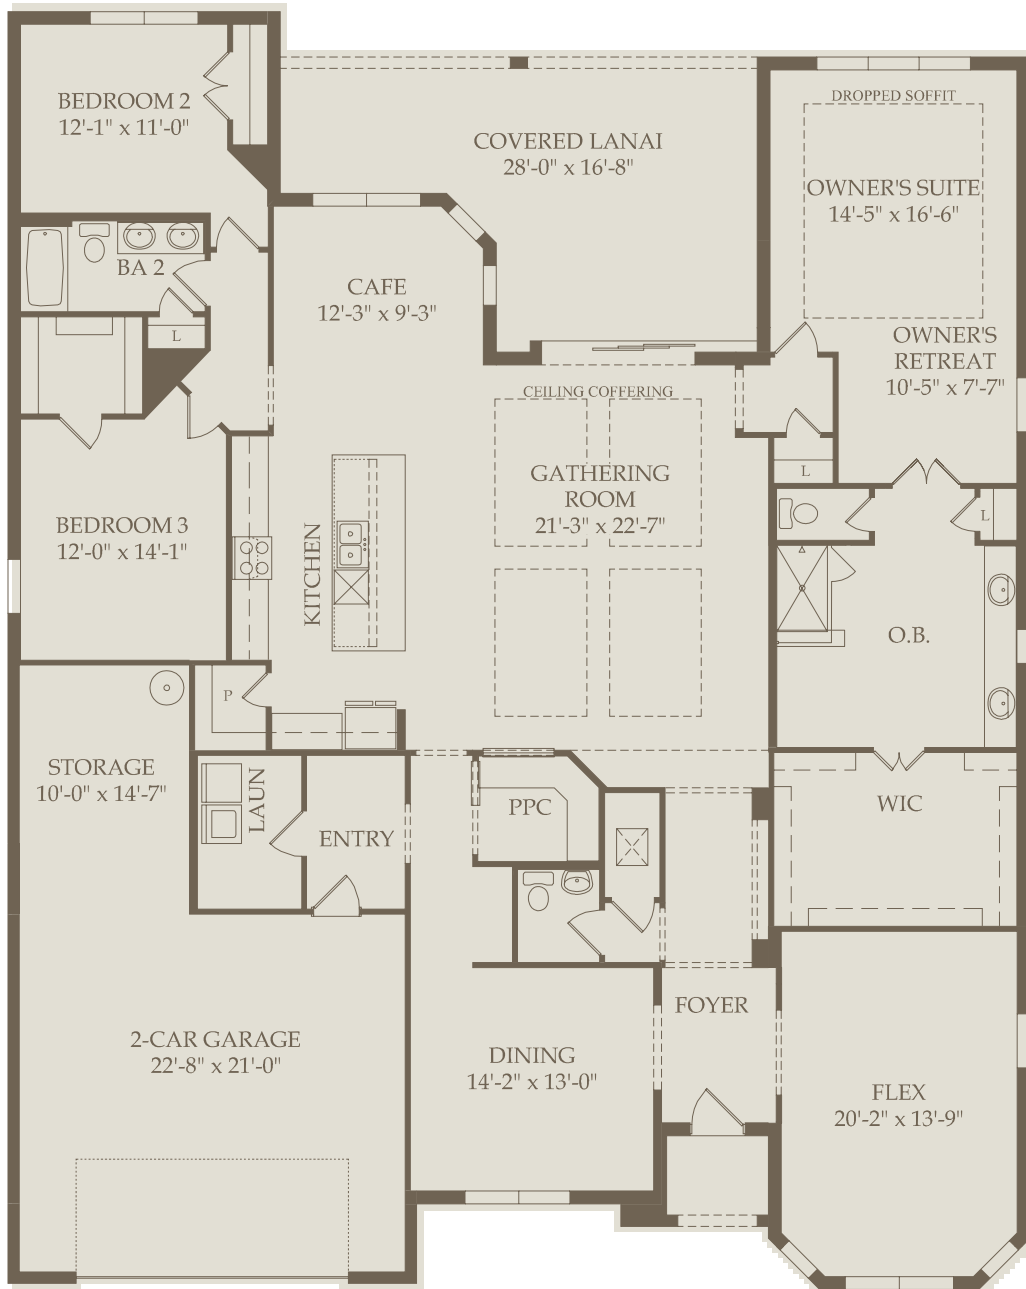 BEDROOM 2
12'-1" x 11'-0"
COVERED LANAI
28'-0" x 16'-8"
DROPPED SOFFIT
OWNER'S SUITE
14'-5" x 16'-6"
BA 2
L
CAFE
12'-3" x 9'-3"
OWNER'S
RETREAT
10'-5" x 7'-7"
CEILING COFFERING
GATHERING
ROOM
21'-3" x 22'-7"
L
L
BEDROOM 3
12'-0" x 14'-1"
KITCHEN
O.B.
P
STORAGE
10'-0" x 14'-7"
LAUN
ENTRY
PPC
WIC
2-CAR GARAGE
22'-8" x 21'-0"
DINING
14'-2" x 13'-0"
FOYER
FLEX
20'-2" x 13'-9"